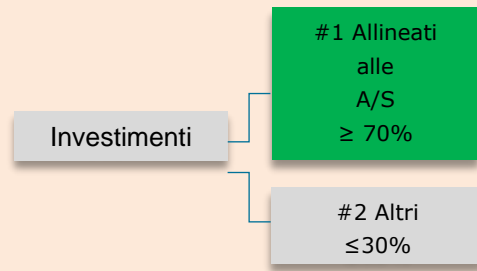 Investimenti
#1 Allineati
alle
A/S
≥ 70%
#2 Altri
≤30%